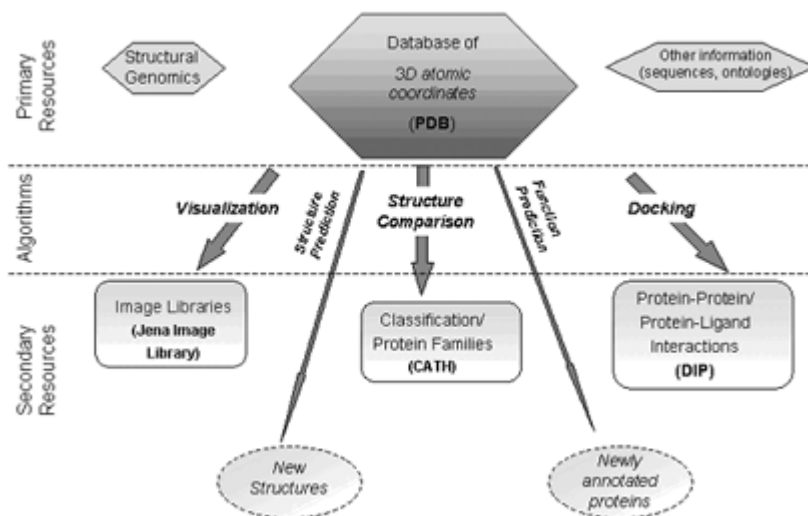 Primary
Resources
Structural
Genomics
Database of
3D atomic
coordinates
(PDB)
Other information
(sequences, ontologies)
Algorithms
Visualization
Structure
Prediction
Structure
Comparison
Function
Prediction
Docking
Secondary
Resources
Image Libraries
(Jena Image
Library)
Classification/
Protein Families
(CATH)
Protein-Protein/
Protein-Ligand
Interactions
(DIP)
New
Structures
Newly
annotated
proteins